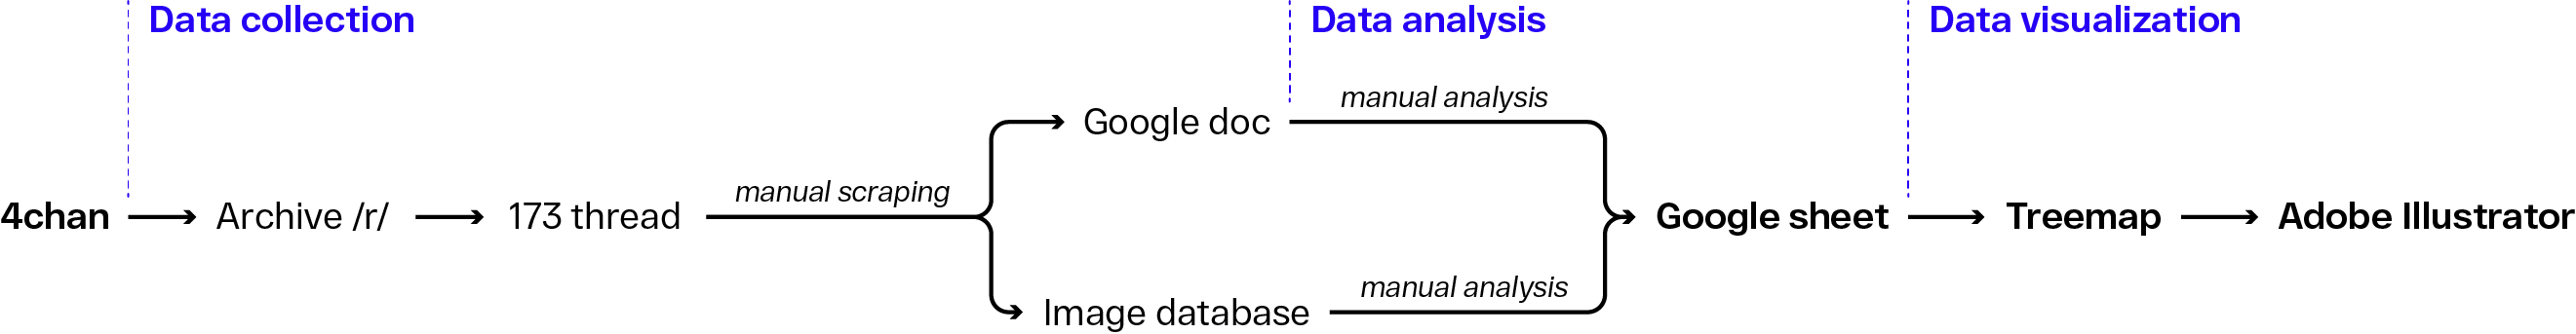 Data collection
Data analysis
Data visualization
manual analysis
Google doc
manual scraping
4chan
Archive /r/
173 thread
Google sheet
Treemap
Adobe Illustrator
manual analysis
Image database